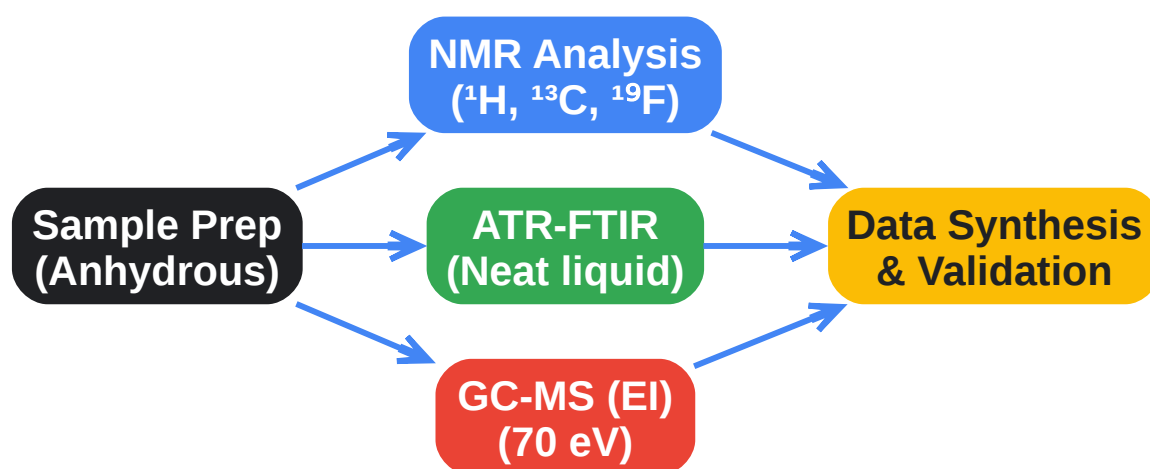 NMR Analysis
(¹H, ¹³C, ¹⁹F)
Sample Prep
(Anhydrous)
ATR-FTIR
(Neat liquid)
Data Synthesis
& Validation
GC-MS (EI)
(70 eV)